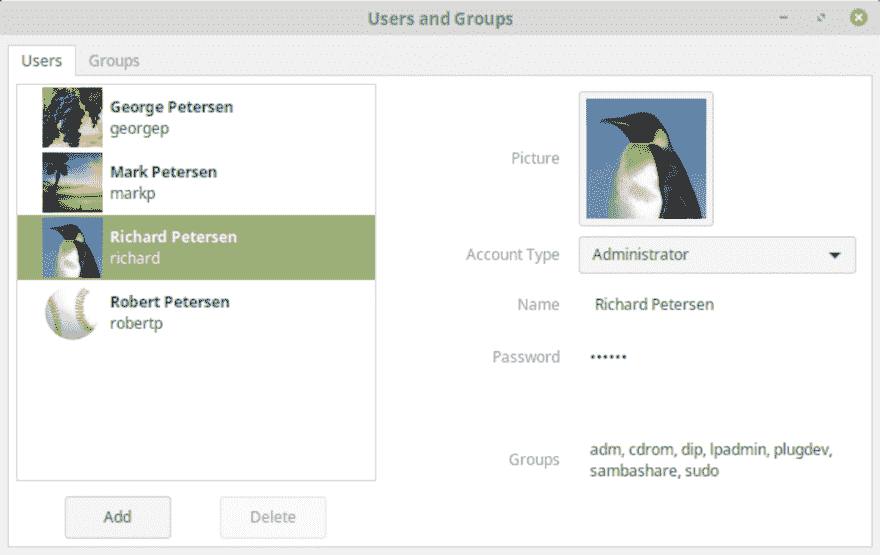 Users and Groups
Users
Groups
George Petersen
georgep
Mark Petersen
markp
Richard Petersen
richard
Robert Petersen
robertp
Add
Delete
Picture
Account Type
Administrator
Name
Richard Petersen
Password
••••••
Groups
adm, cdrom, dip, lpadmin, plugdev,
sambashare, sudo